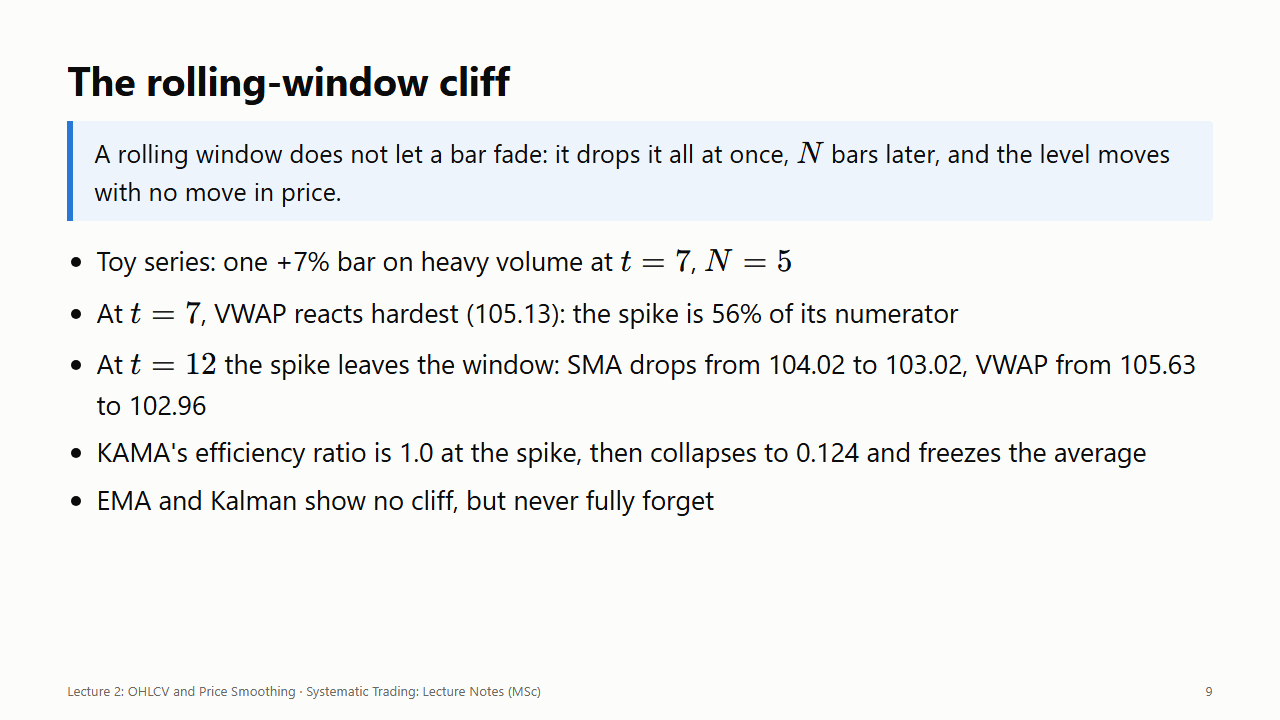 The rolling-window cliff
A rolling window does not let a bar fade: it drops it all at once, N bars later, and the level moves
with no move in price.
• Toy series: one +7% bar on heavy volume at t = 7, N = 5
• At t = 7, VWAP reacts hardest (105.13): the spike is 56% of its numerator
• At t = 12 the spike leaves the window: SMA drops from 104.02 to 103.02, VWAP from 105.63
to 102.96
• KAMA's efficiency ratio is 1.0 at the spike, then collapses to 0.124 and freezes the average
• EMA and Kalman show no cliff, but never fully forget
Lecture 2: OHLCV and Price Smoothing · Systematic Trading: Lecture Notes (MSc)
9